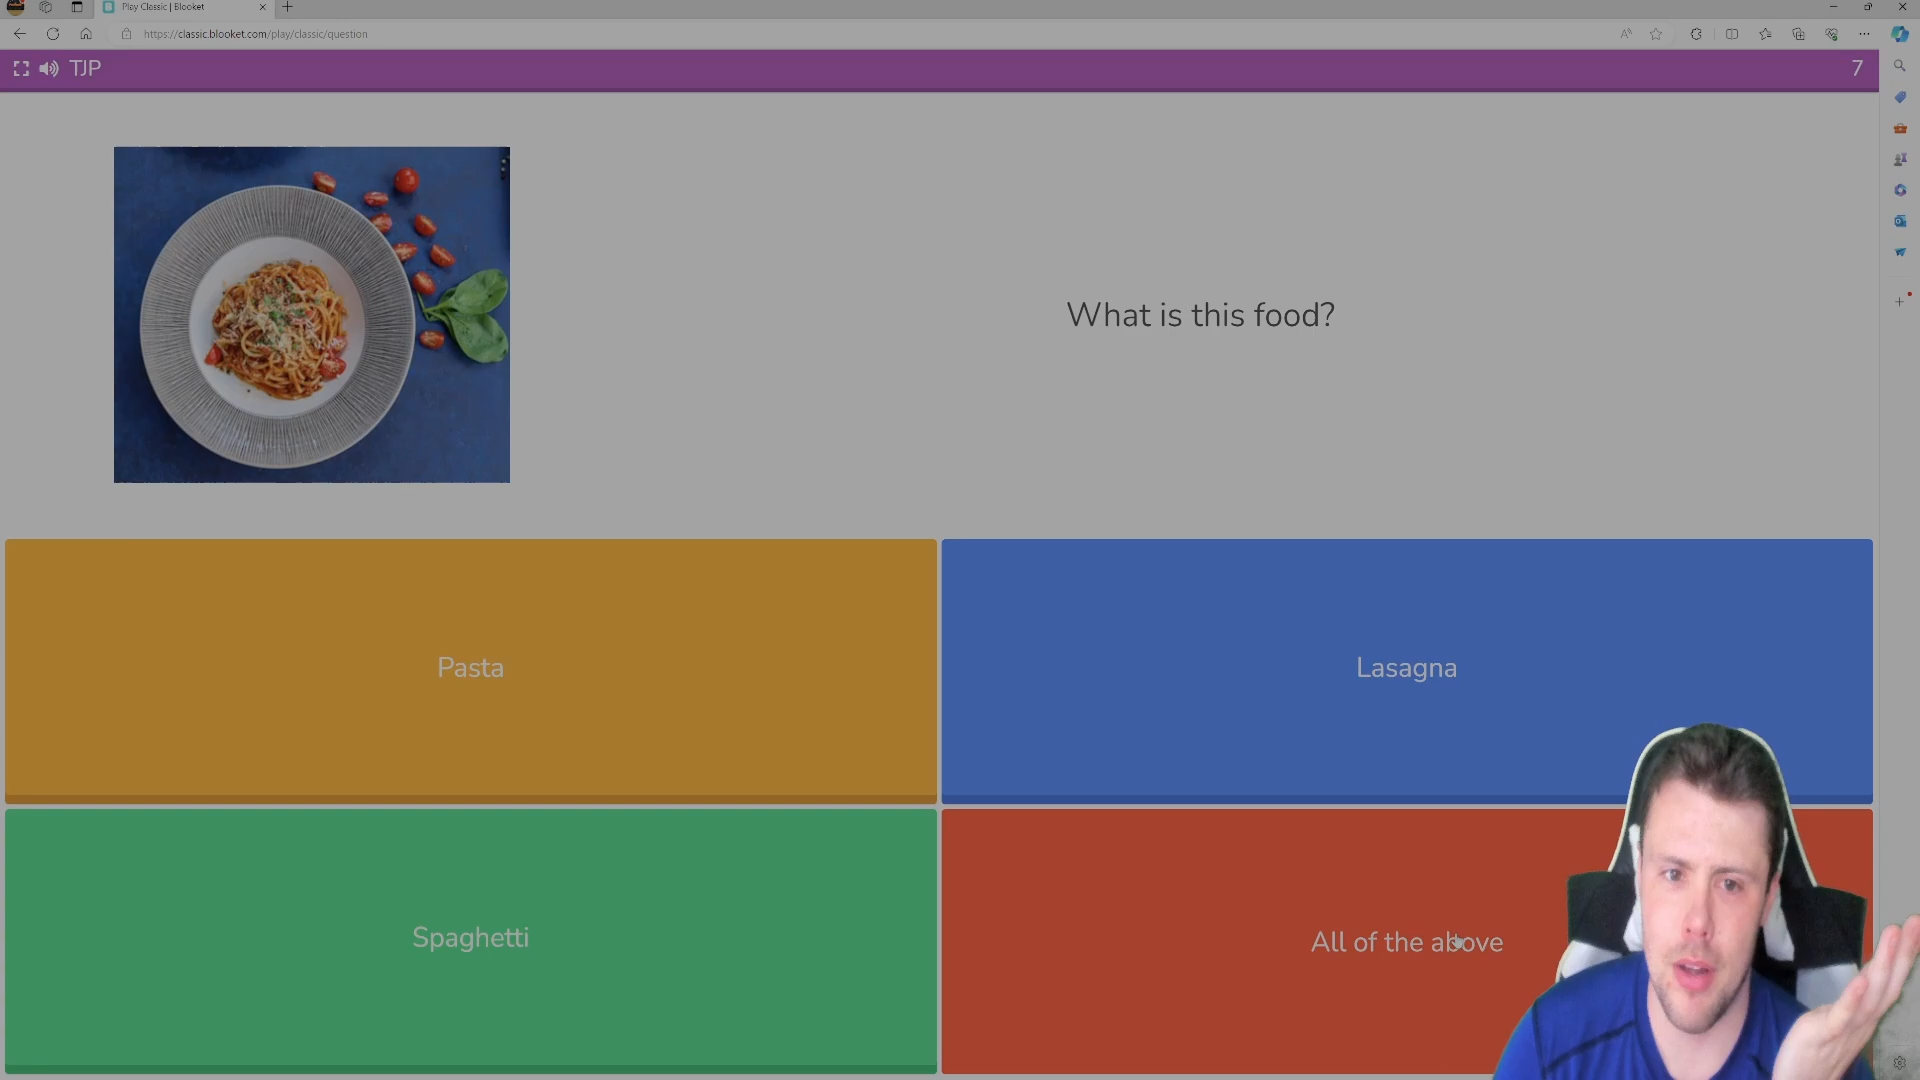 Play Classic | Blooket
https://classic.blooket.com/play/classic/question
TJP
7
What is this food?
Pasta
Lasagna
Spaghetti
All of the above